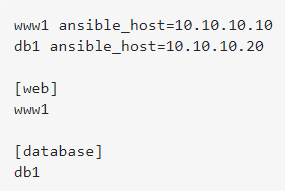 www1 ansible_host=10.10.10.10
db1 ansible_host=10.10.10.20
[web]
www1
[database]
db1